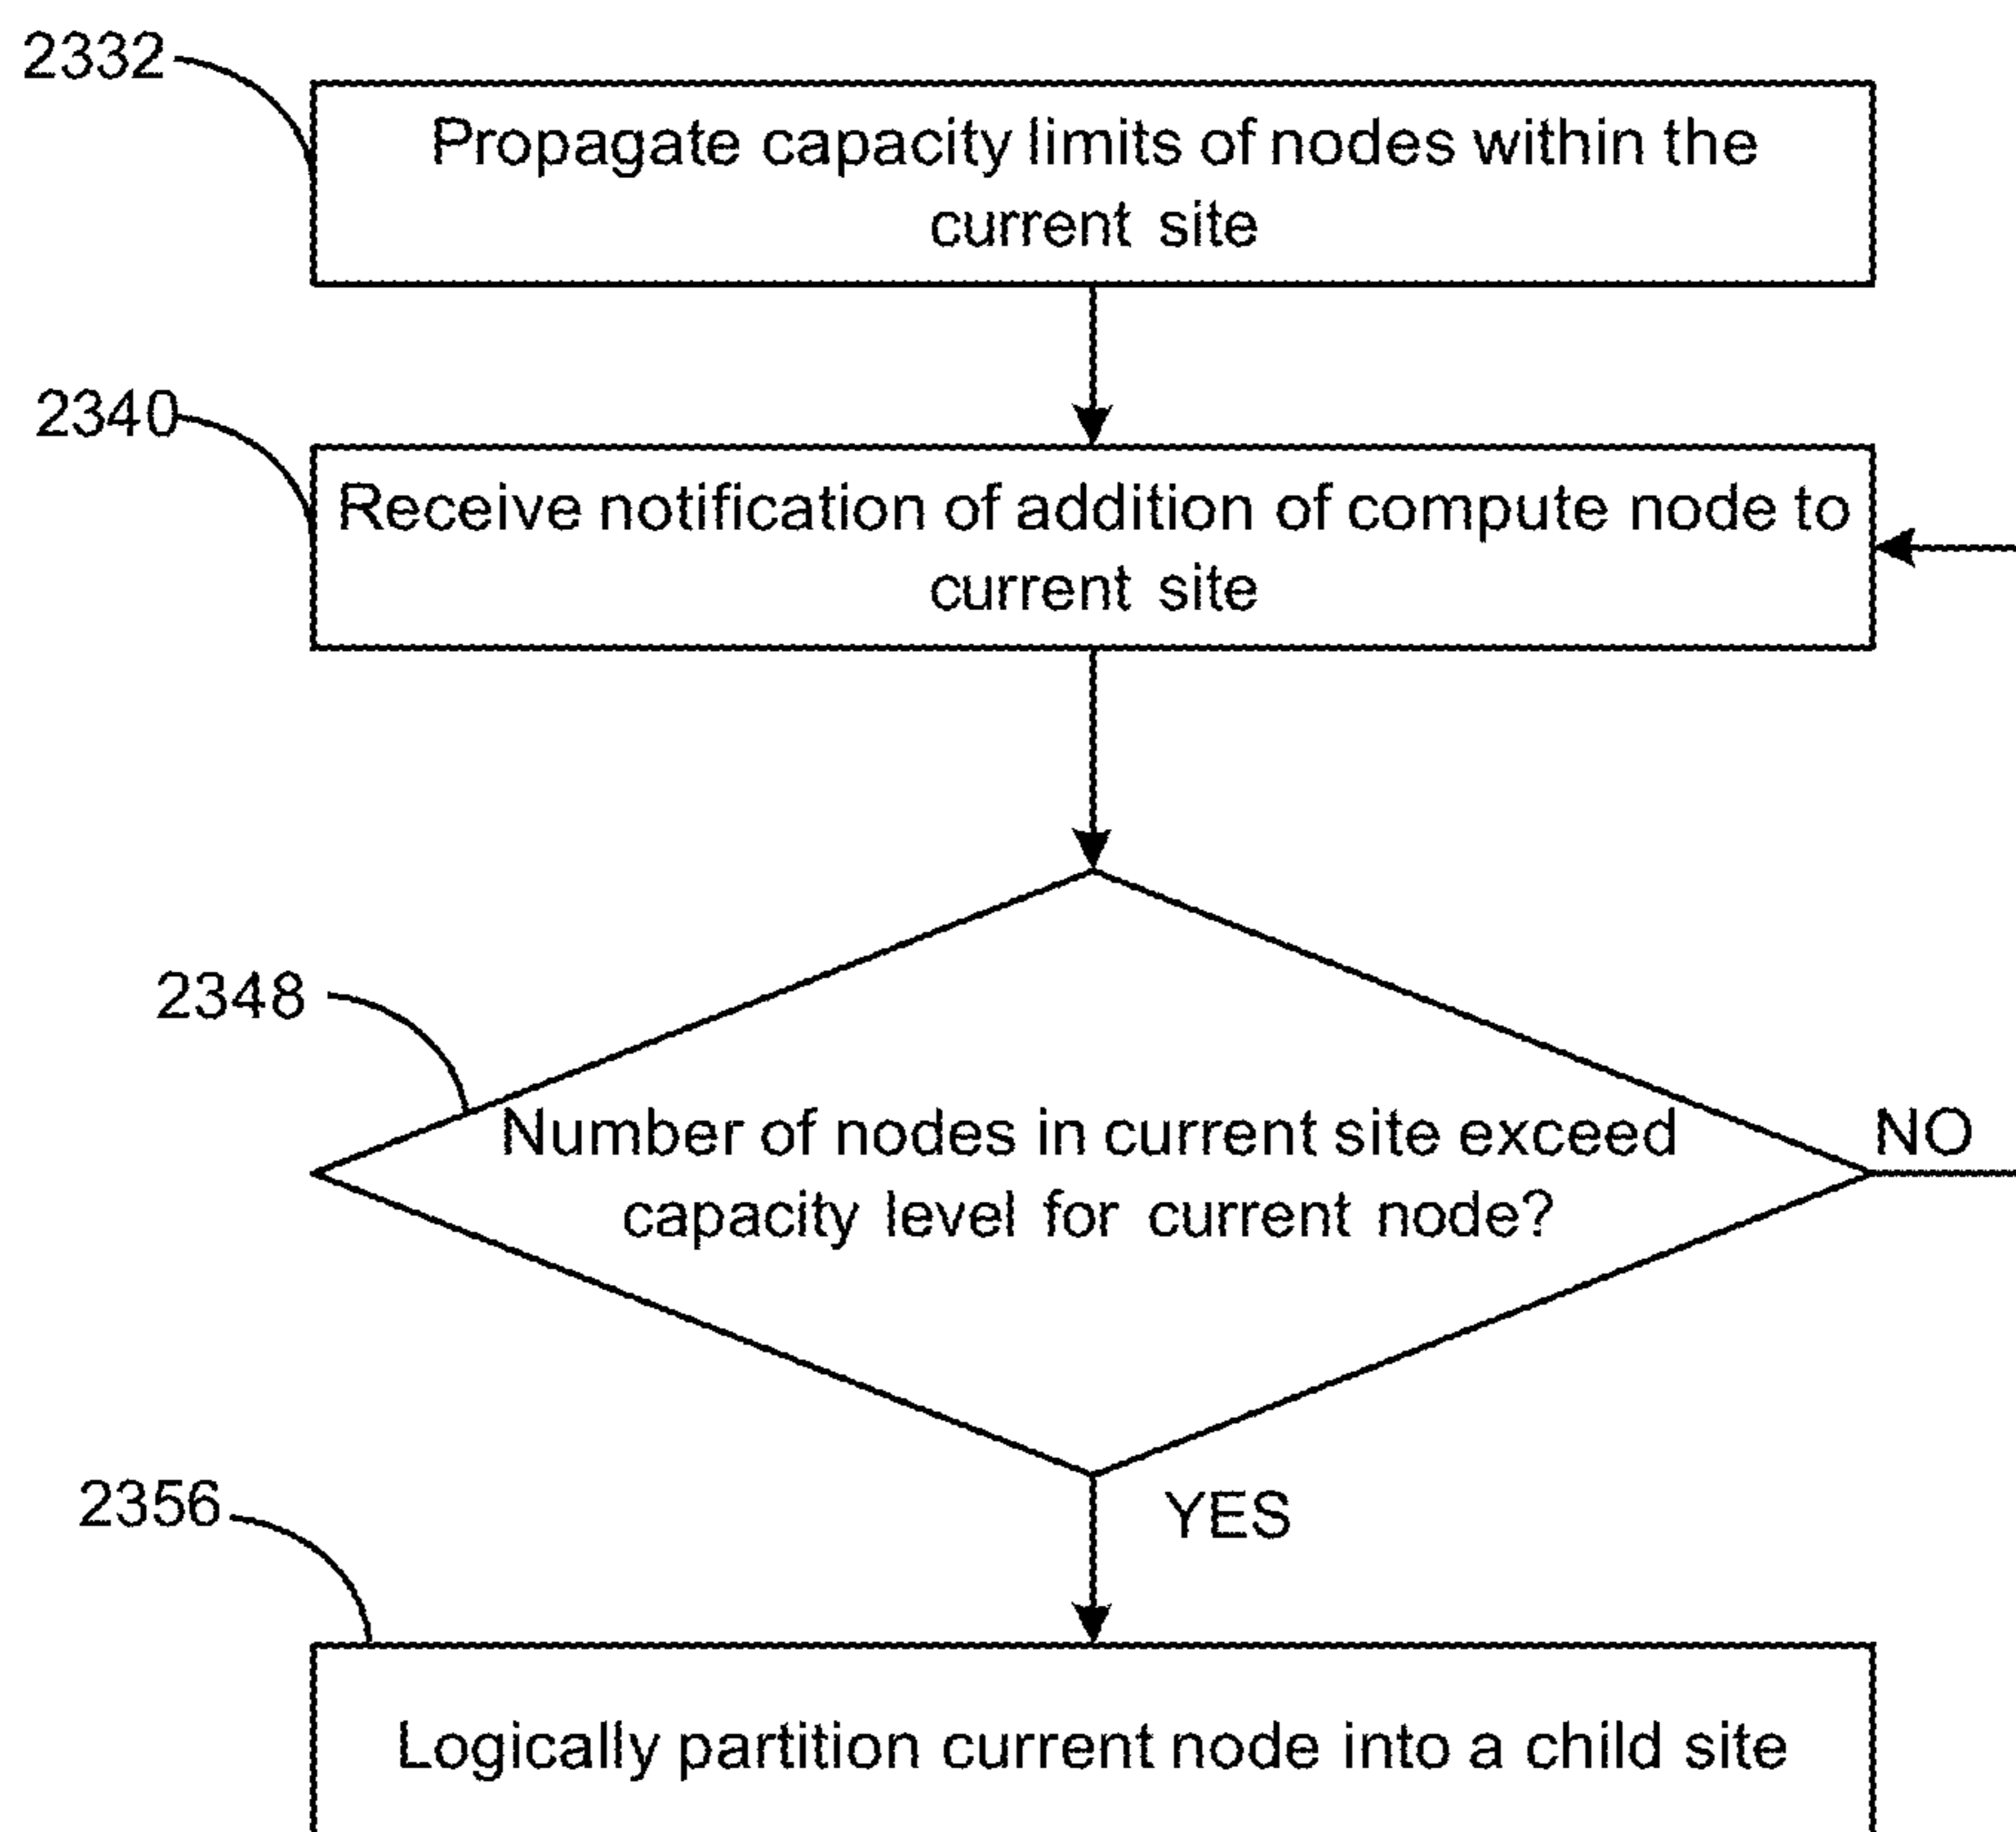 2332
Propagate capacity limits of nodes within the
current site
2340
Receive notification of addition of compute node to
current site
2348
Number of nodes in current site exceed
capacity level for current node?
NO
YES
2356
Logically partition current node into a child site